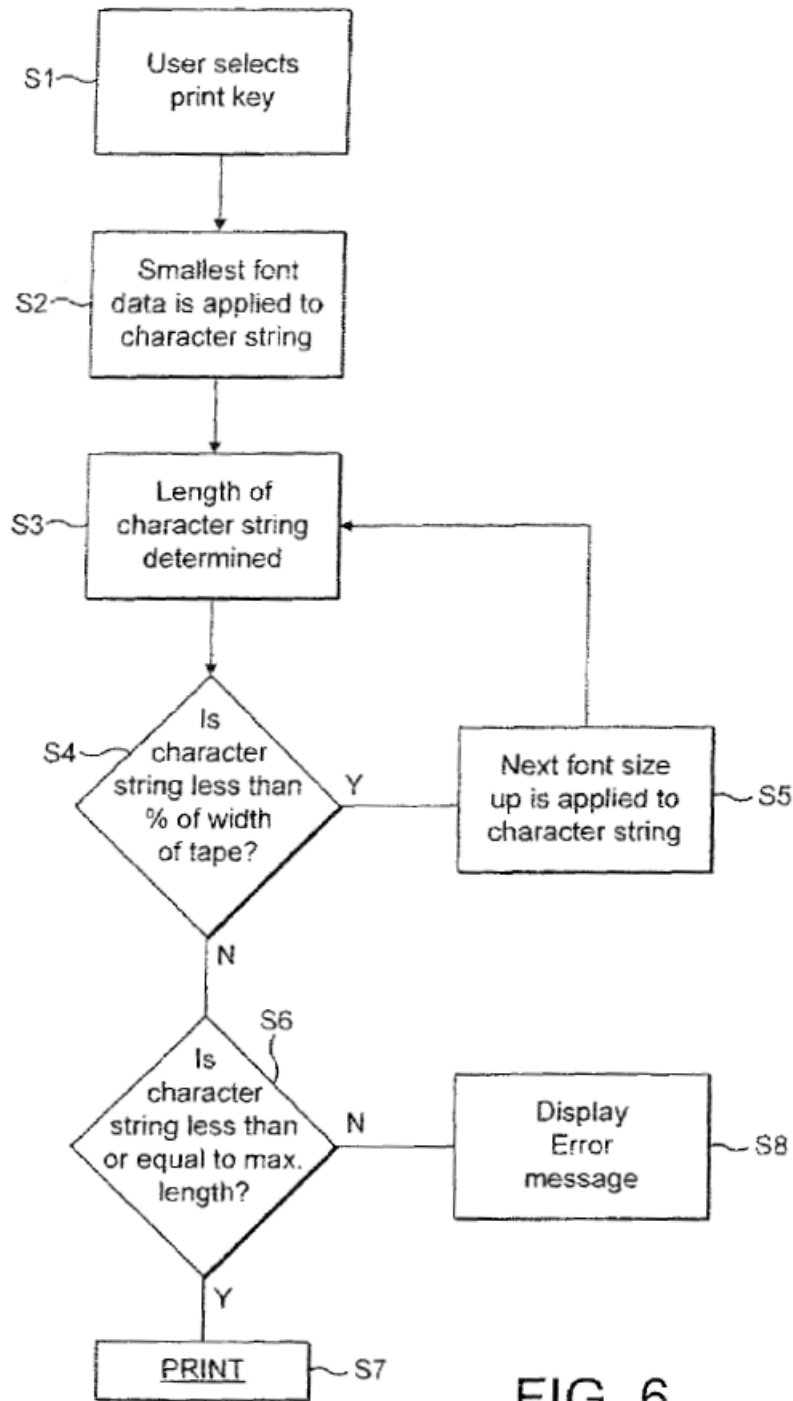 S1
User selects
print key
S2
Smallest font
data is applied to
character string
S3
Length of
character string
determined
S4
Is
character
string less than
% of width
of tape?
Y
Next font size
up is applied to
character string
S5
N
S6
Is
character
string less than
or equal to max.
length?
N
Display
Error
message
S8
Y
PRINT
S7
FIG. 6